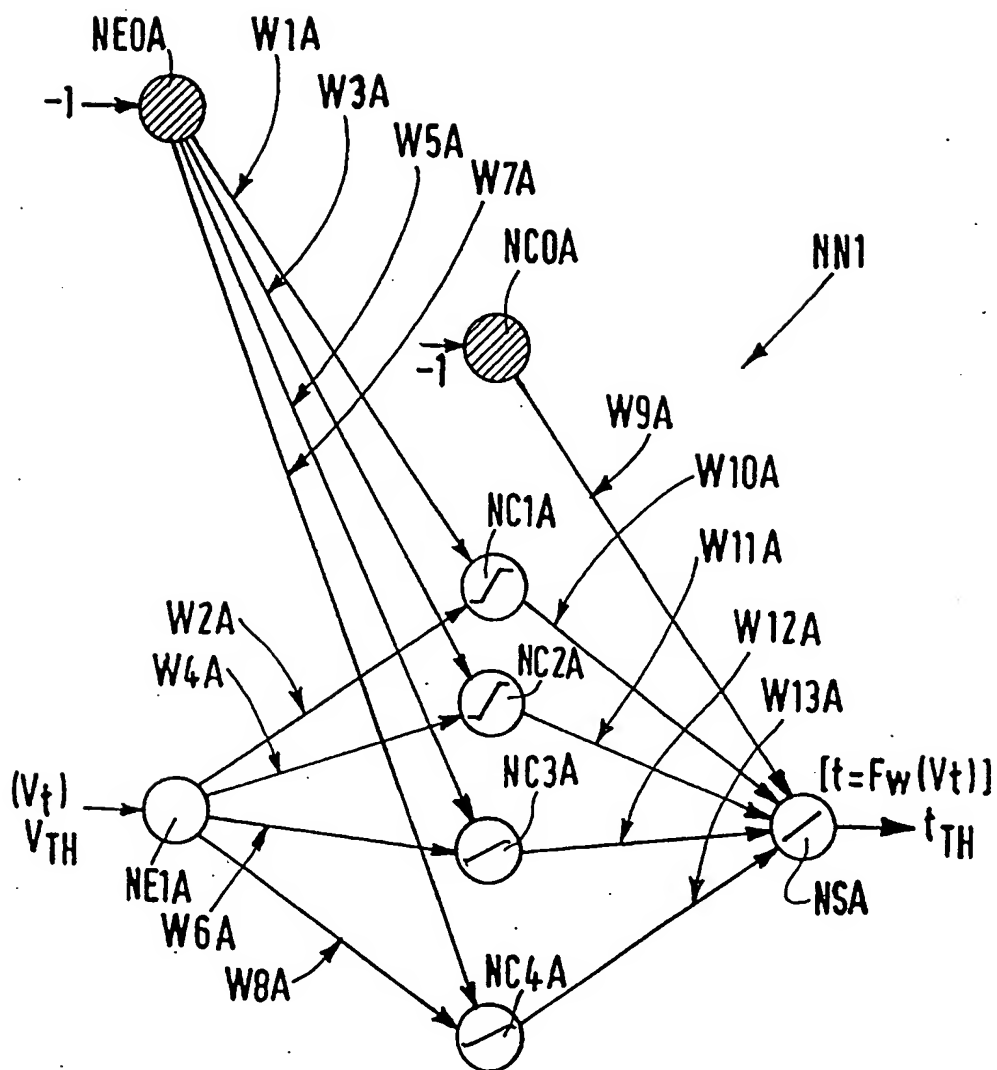 NE0A
W1A
-1
W3A
W5A
W7A
NC0A
NN1
-1
W9A
W10A
NC1A
W11A
W2A
W12A
W4A
NC2A
W13A
(Vt)
VTH
NC3A
[t=Fw(Vt)]
tTH
NE1A
NSA
W6A
W8A
NC4A